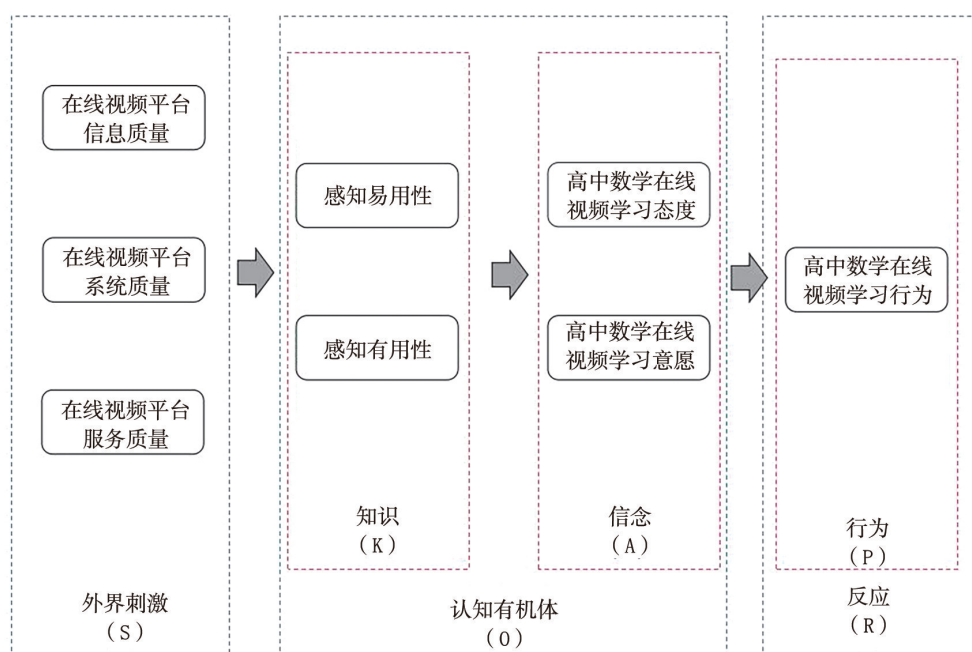 在线视频平台
信息质量
在线视频平台
系统质量
在线视频平台
服务质量
外界刺激
(S)
感知易用性
感知有用性
知识
(K)
高中数学在线
视频学习态度
高中数学在线
视频学习意愿
信念
(A)
认知有机体
(O)
高中数学在线
视频学习行为
行为
(P)
反应
(R)